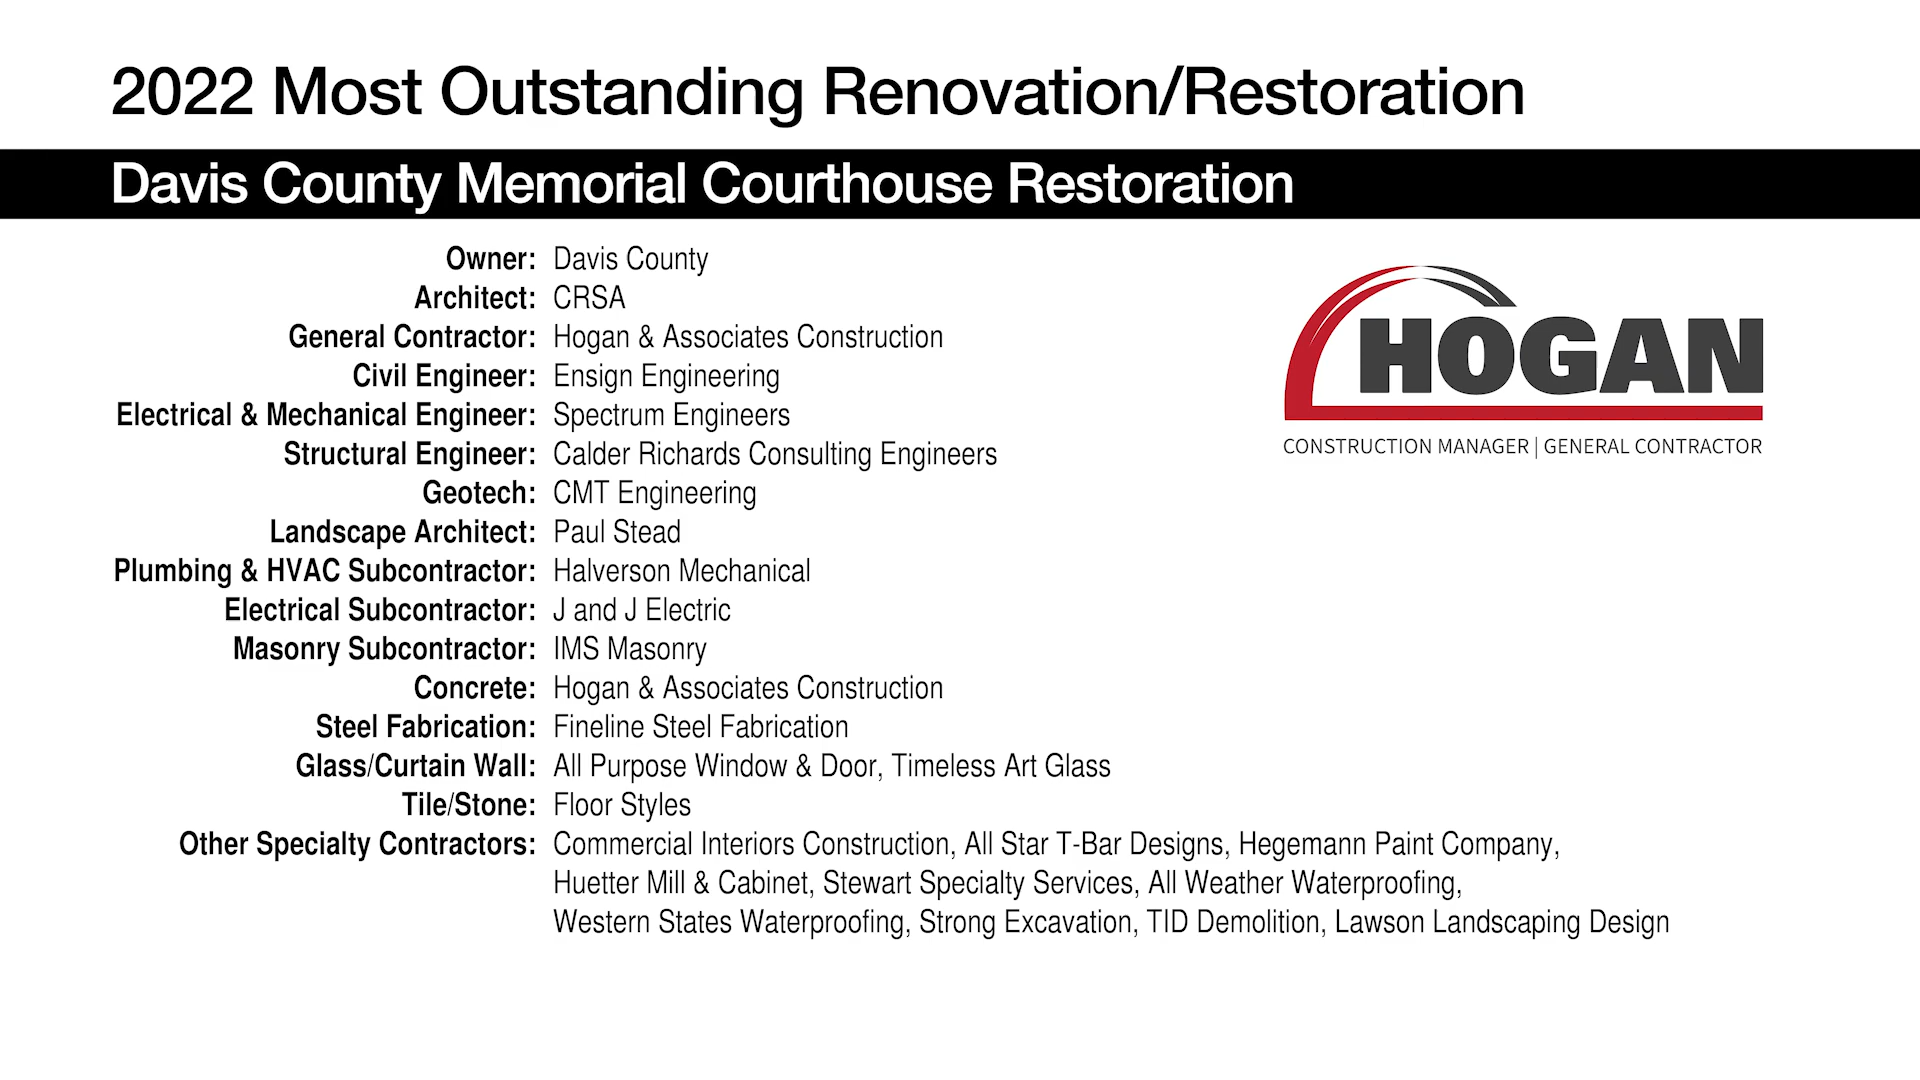 2022 Most Outstanding Renovation/Restoration
Davis County Memorial Courthouse Restoration
Owner: Davis County
Architect: CRSA
General Contractor: Hogan & Associates Construction
Civil Engineer: Ensign Engineering
Electrical & Mechanical Engineer: Spectrum Engineers
Structural Engineer: Calder Richards Consulting Engineers
Geotech: CMT Engineering
Landscape Architect: Paul Stead
Plumbing & HVAC Subcontractor: Halverson Mechanical
Electrical Subcontractor: J and J Electric
Masonry Subcontractor: IMS Masonry
Concrete: Hogan & Associates Construction
Steel Fabrication: Fineline Steel Fabrication
Glass/Curtain Wall: All Purpose Window & Door, Timeless Art Glass
Tile/Stone: Floor Styles
Other Specialty Contractors: Commercial Interiors Construction, All Star T-Bar Designs, Hegemann Paint Company,
Huetter Mill & Cabinet, Stewart Specialty Services, All Weather Waterproofing,
Western States Waterproofing, Strong Excavation, TID Demolition, Lawson Landscaping Design
HOGAN
CONSTRUCTION MANAGER | GENERAL CONTRACTOR